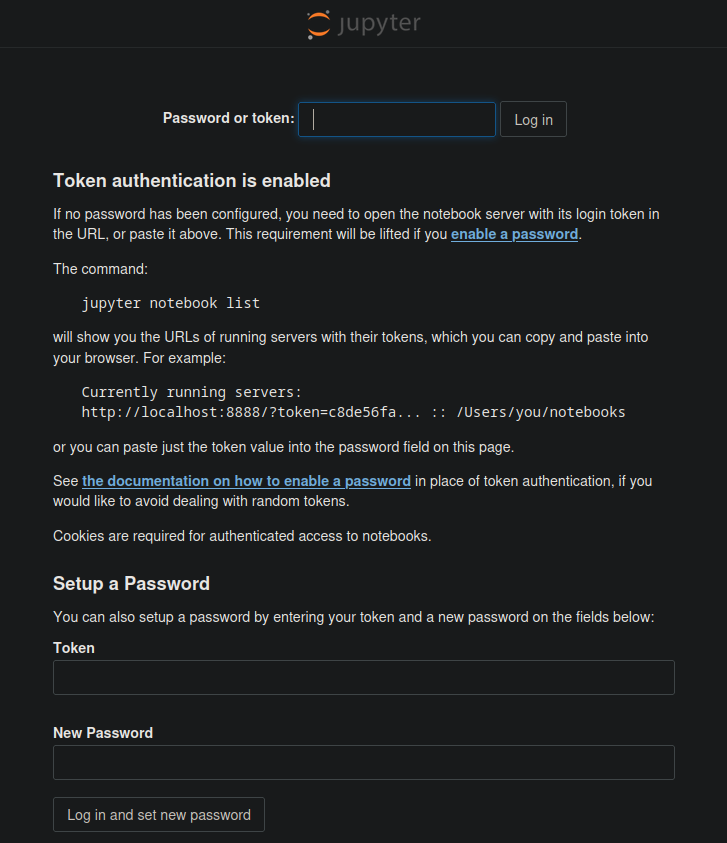 jupyter
Password or token:
Log in
Token authentication is enabled
If no password has been configured, you need to open the notebook server with its login token in
the URL, or paste it above. This requirement will be lifted if you enable a password.
The command:
jupyter notebook list
will show you the URLs of running servers with their tokens, which you can copy and paste into
your browser. For example:
Currently running servers:
http://localhost:8888/?token=c8de56fa... :: /Users/you/notebooks
or you can paste just the token value into the password field on this page.
See the documentation on how to enable a password in place of token authentication, if you
would like to avoid dealing with random tokens.
Cookies are required for authenticated access to notebooks.
Setup a Password
You can also setup a password by entering your token and a new password on the fields below:
Token
New Password
Log in and set new password